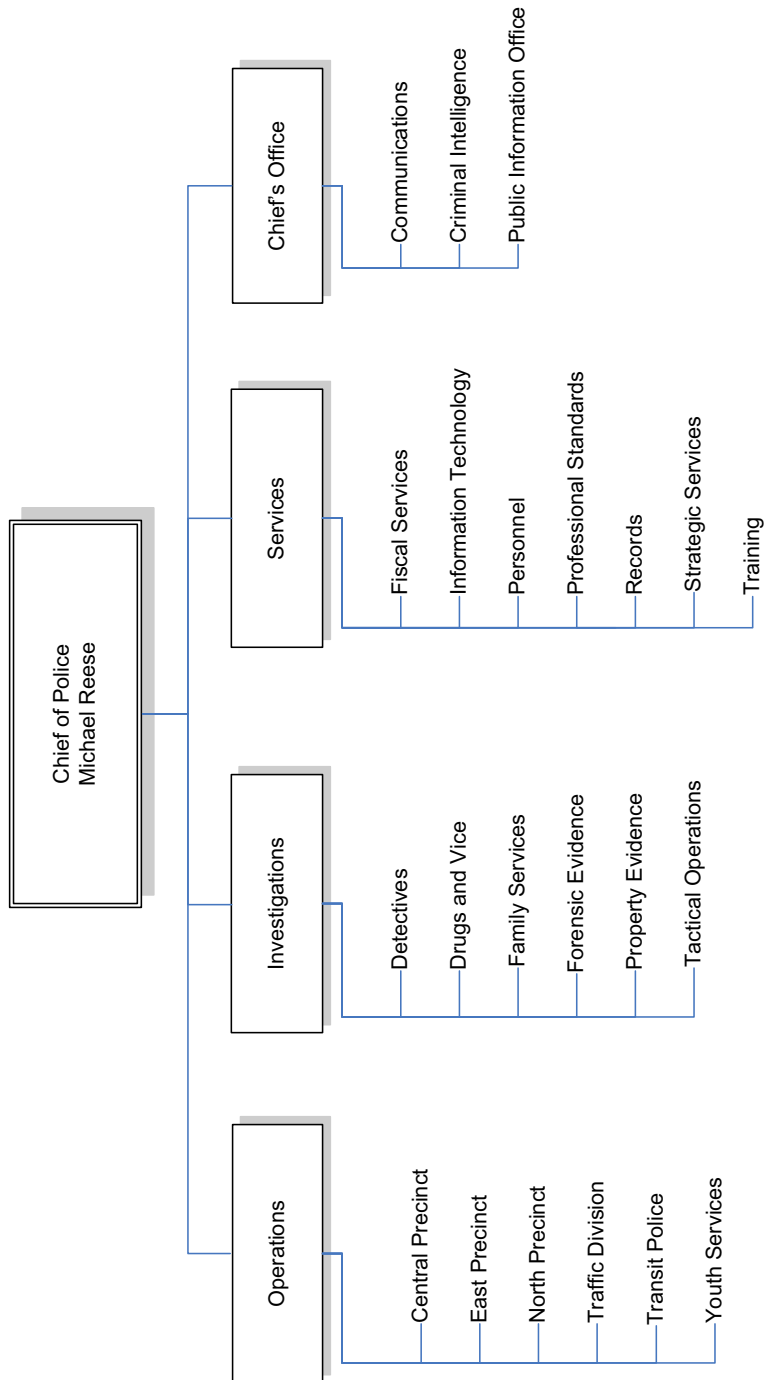 Chief of Police
Michael Reese
Operations
Central Precinct
East Precinct
North Precinct
Traffic Division
Transit Police
Youth Services
Investigations
Detectives
Drugs and Vice
Family Services
Forensic Evidence
Property Evidence
Tactical Operations
Services
Fiscal Services
Information Technology
Personnel
Professional Standards
Records
Strategic Services
Training
Chief's Office
Communications
Criminal Intelligence
Public Information Office